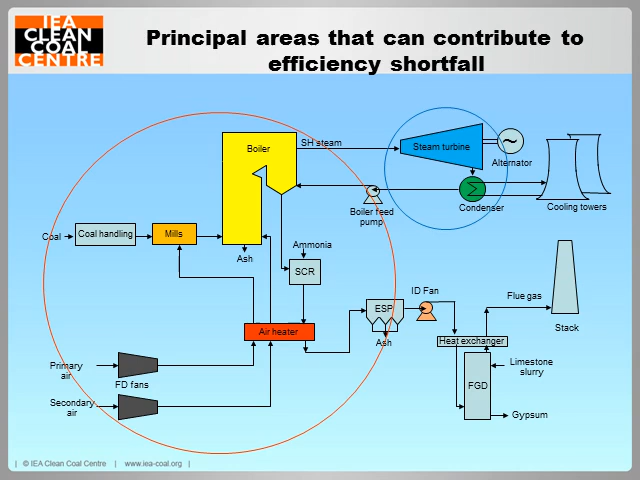 IEA
CLEAN
COAL
CENTRE
Principal areas that can contribute to
efficiency shortfall
Boiler
SH steam
Steam turbine
~
Alternator
Boiler feed
pump
Condenser
Cooling towers
Coal
Coal handling
Mills
Ash
Ammonia
SCR
ID Fan
ESP
Ash
Flue gas
Stack
Air heater
Heat exchanger
Primary
air
FD fans
Limestone
slurry
FGD
Secondary
air
Gypsum
| © IEA Clean Coal Centre | www.iea-coal.org |